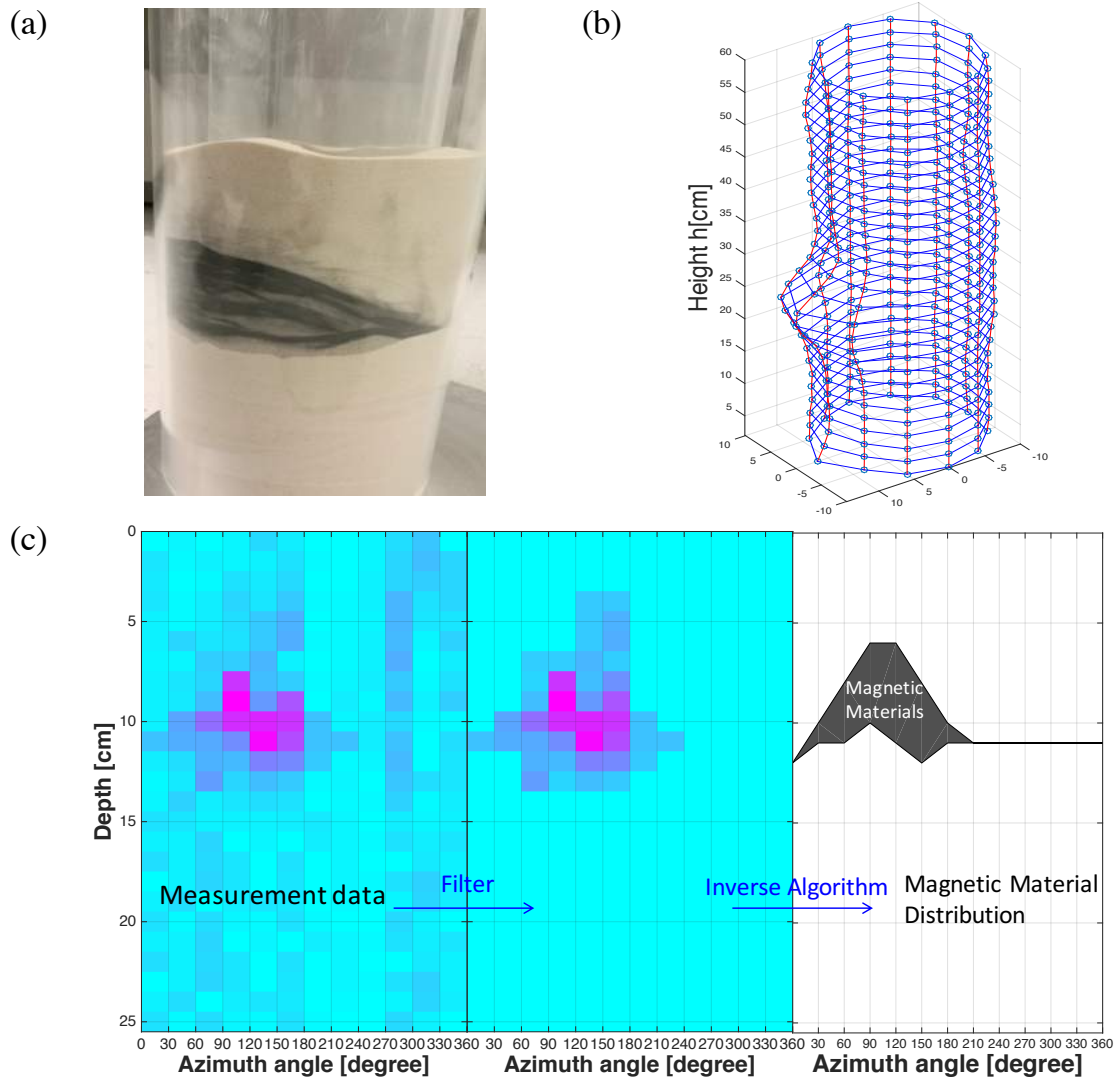 (a)
(b)
60
55
50
45
40
35
30
25
20
15
10
5
Height h[cm]
10
5
0
-5
-10
10
5
0
-5
-10
(c)
0
5
10
15
20
25
Depth [cm]
Magnetic
Materials
Measurement data
Filter
Inverse Algorithm
Magnetic Material
Distribution
0 30 60 90 120 150 180 210 240 270 300 330 360 30 60 90 120 150 180 210 240 270 300 330 360 30 60 90 120 150 180 210 240 270 300 330 360
Azimuth angle [degree] Azimuth angle [degree] Azimuth angle [degree]